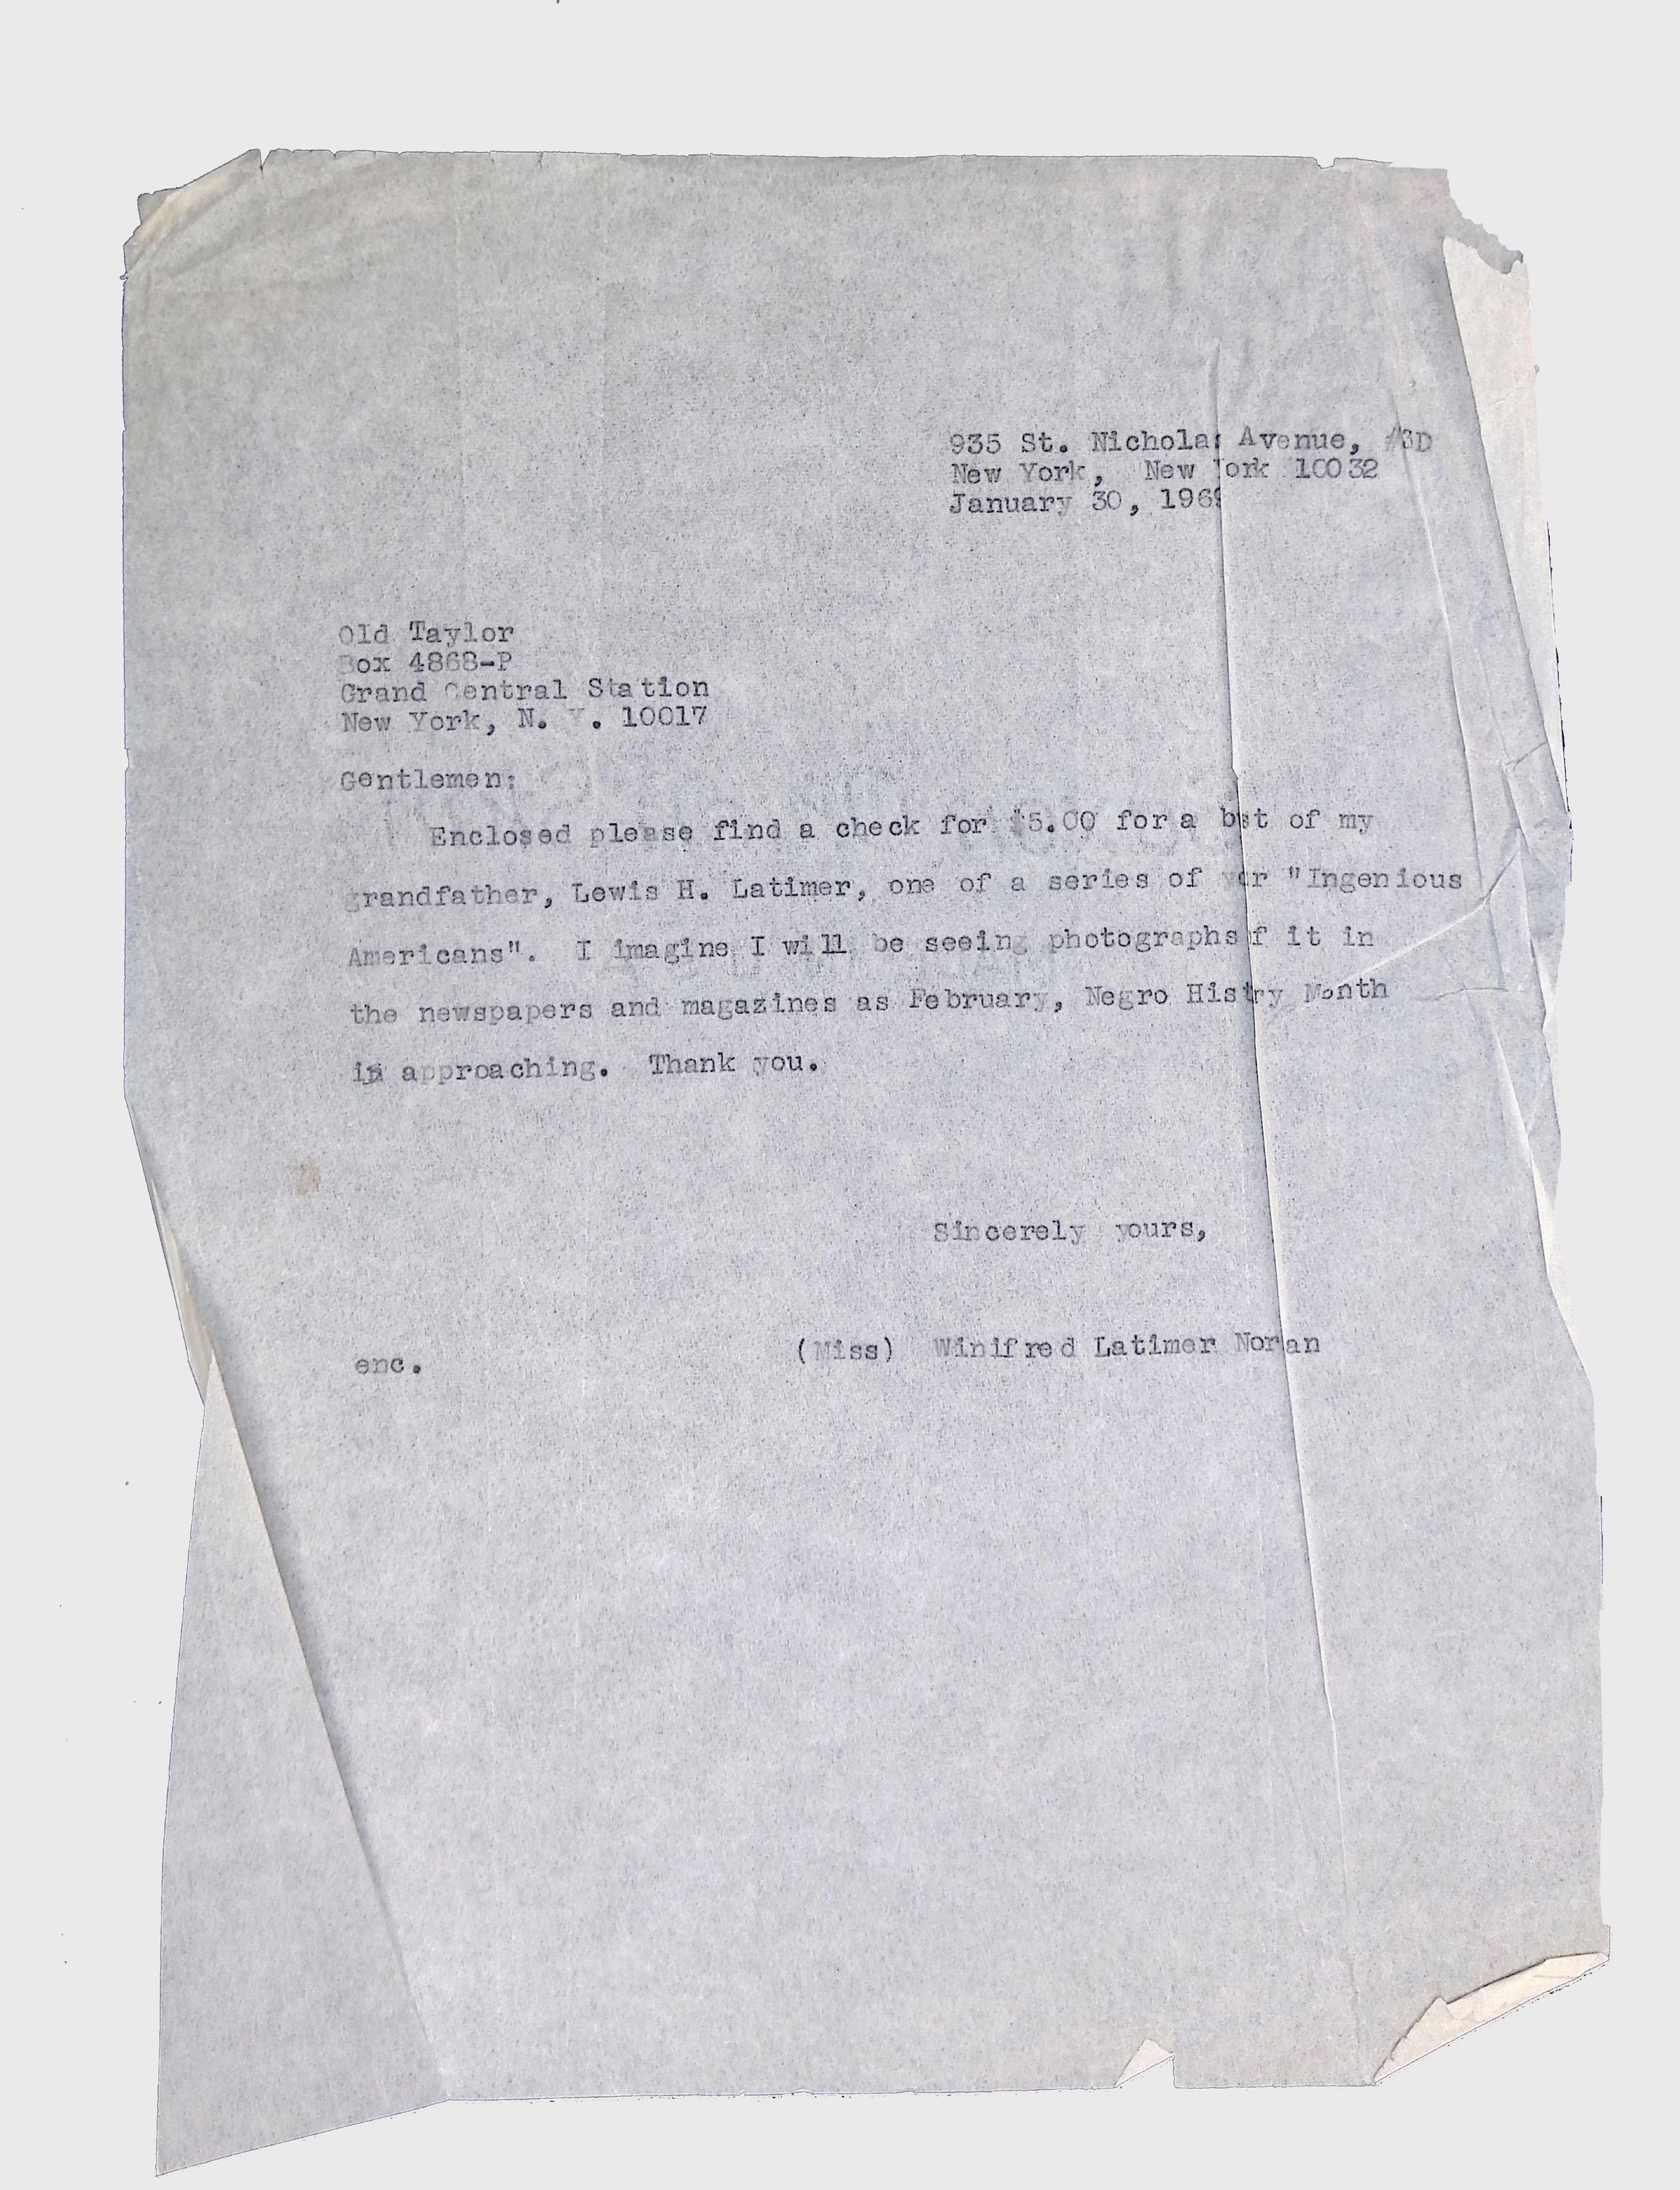 935 St. Nicholas Avenue, #3D
New York, New York 10032
January 30, 1969
Old Taylor
Box 4868-P
Grand Central Station
New York, N. Y. 10017
Gentlemen:
Enclosed please find a check for $5.00 for a bust of my
grandfather, Lewis H. Latimer, one of a series of your "Ingenious
Americans". I imagine I will be seeing photographs of it in
the newspapers and magazines as February, Negro History Month
is approaching. Thank you.
Sincerely yours,
(Miss) Winifred Latimer Norman
enc.